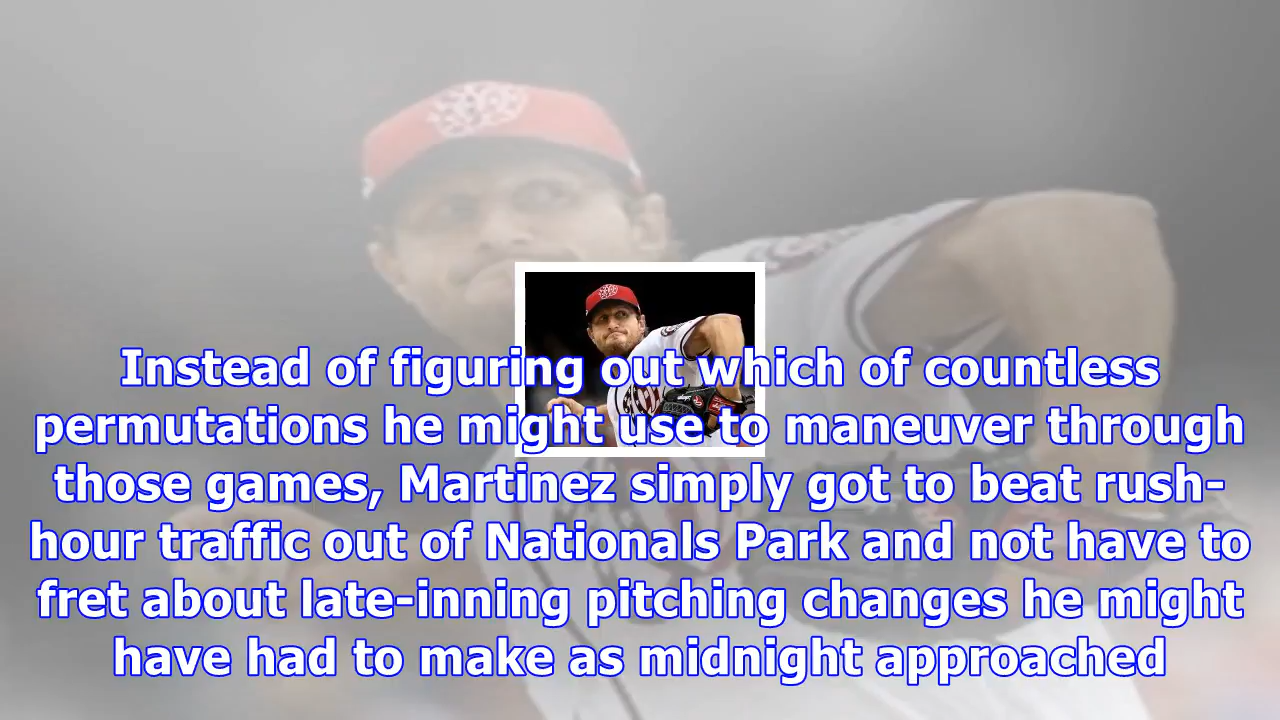 Instead of figuring out which of countless
permutations he might use to maneuver through
those games, Martinez simply got to beat rush-
hour traffic out of Nationals Park and not have to
fret about late-inning pitching changes he might
have had to make as midnight approached